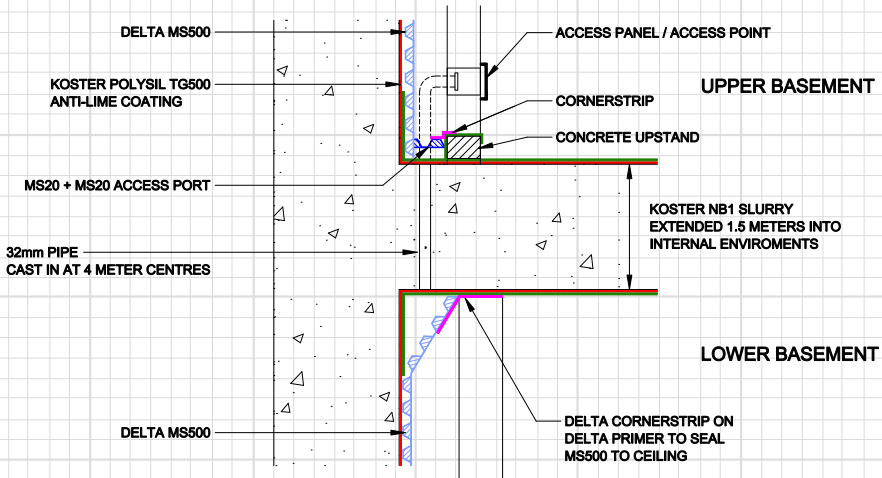 DELTA MS500
ACCESS PANEL / ACCESS POINT
KOSTER POLYSIL TG500
ANTI-LIME COATING
UPPER BASEMENT
CORNERSTRIP
CONCRETE UPSTAND
MS20 + MS20 ACCESS PORT
KOSTER NB1 SLURRY
EXTENDED 1.5 METERS INTO
INTERNAL ENVIROMENTS
32mm PIPE
CAST IN AT 4 METER CENTRES
LOWER BASEMENT
DELTA MS500
DELTA CORNERSTRIP ON
DELTA PRIMER TO SEAL
MS500 TO CEILING